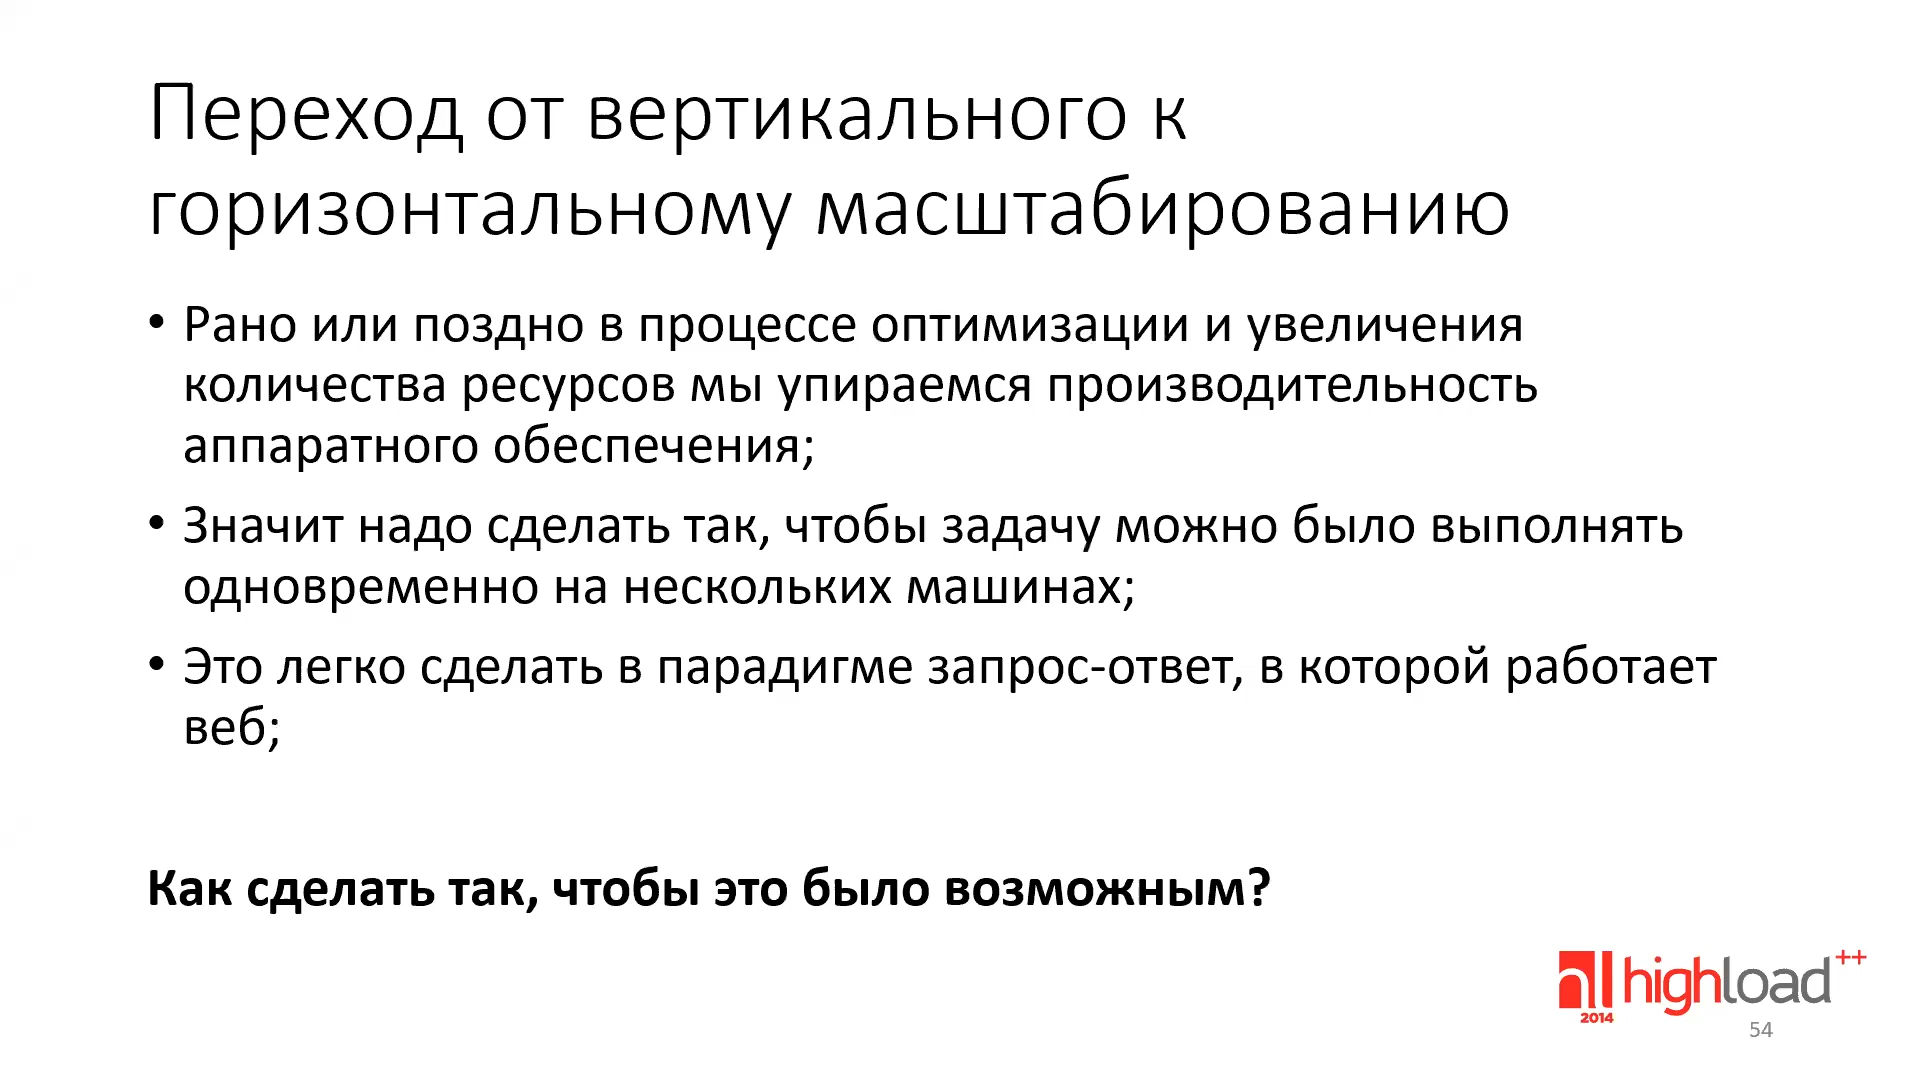 Переход от вертикального к
горизонтальному масштабированию
• Рано или поздно в процессе оптимизации и увеличения
количества ресурсов мы упираемся производительность
аппаратного обеспечения;
• Значит надо сделать так, чтобы задачу можно было выполнять
одновременно на нескольких машинах;
• Это легко сделать в парадигме запрос-ответ, в которой работает
веб;
Как сделать так, чтобы это было возможным?
highload++
2014
54